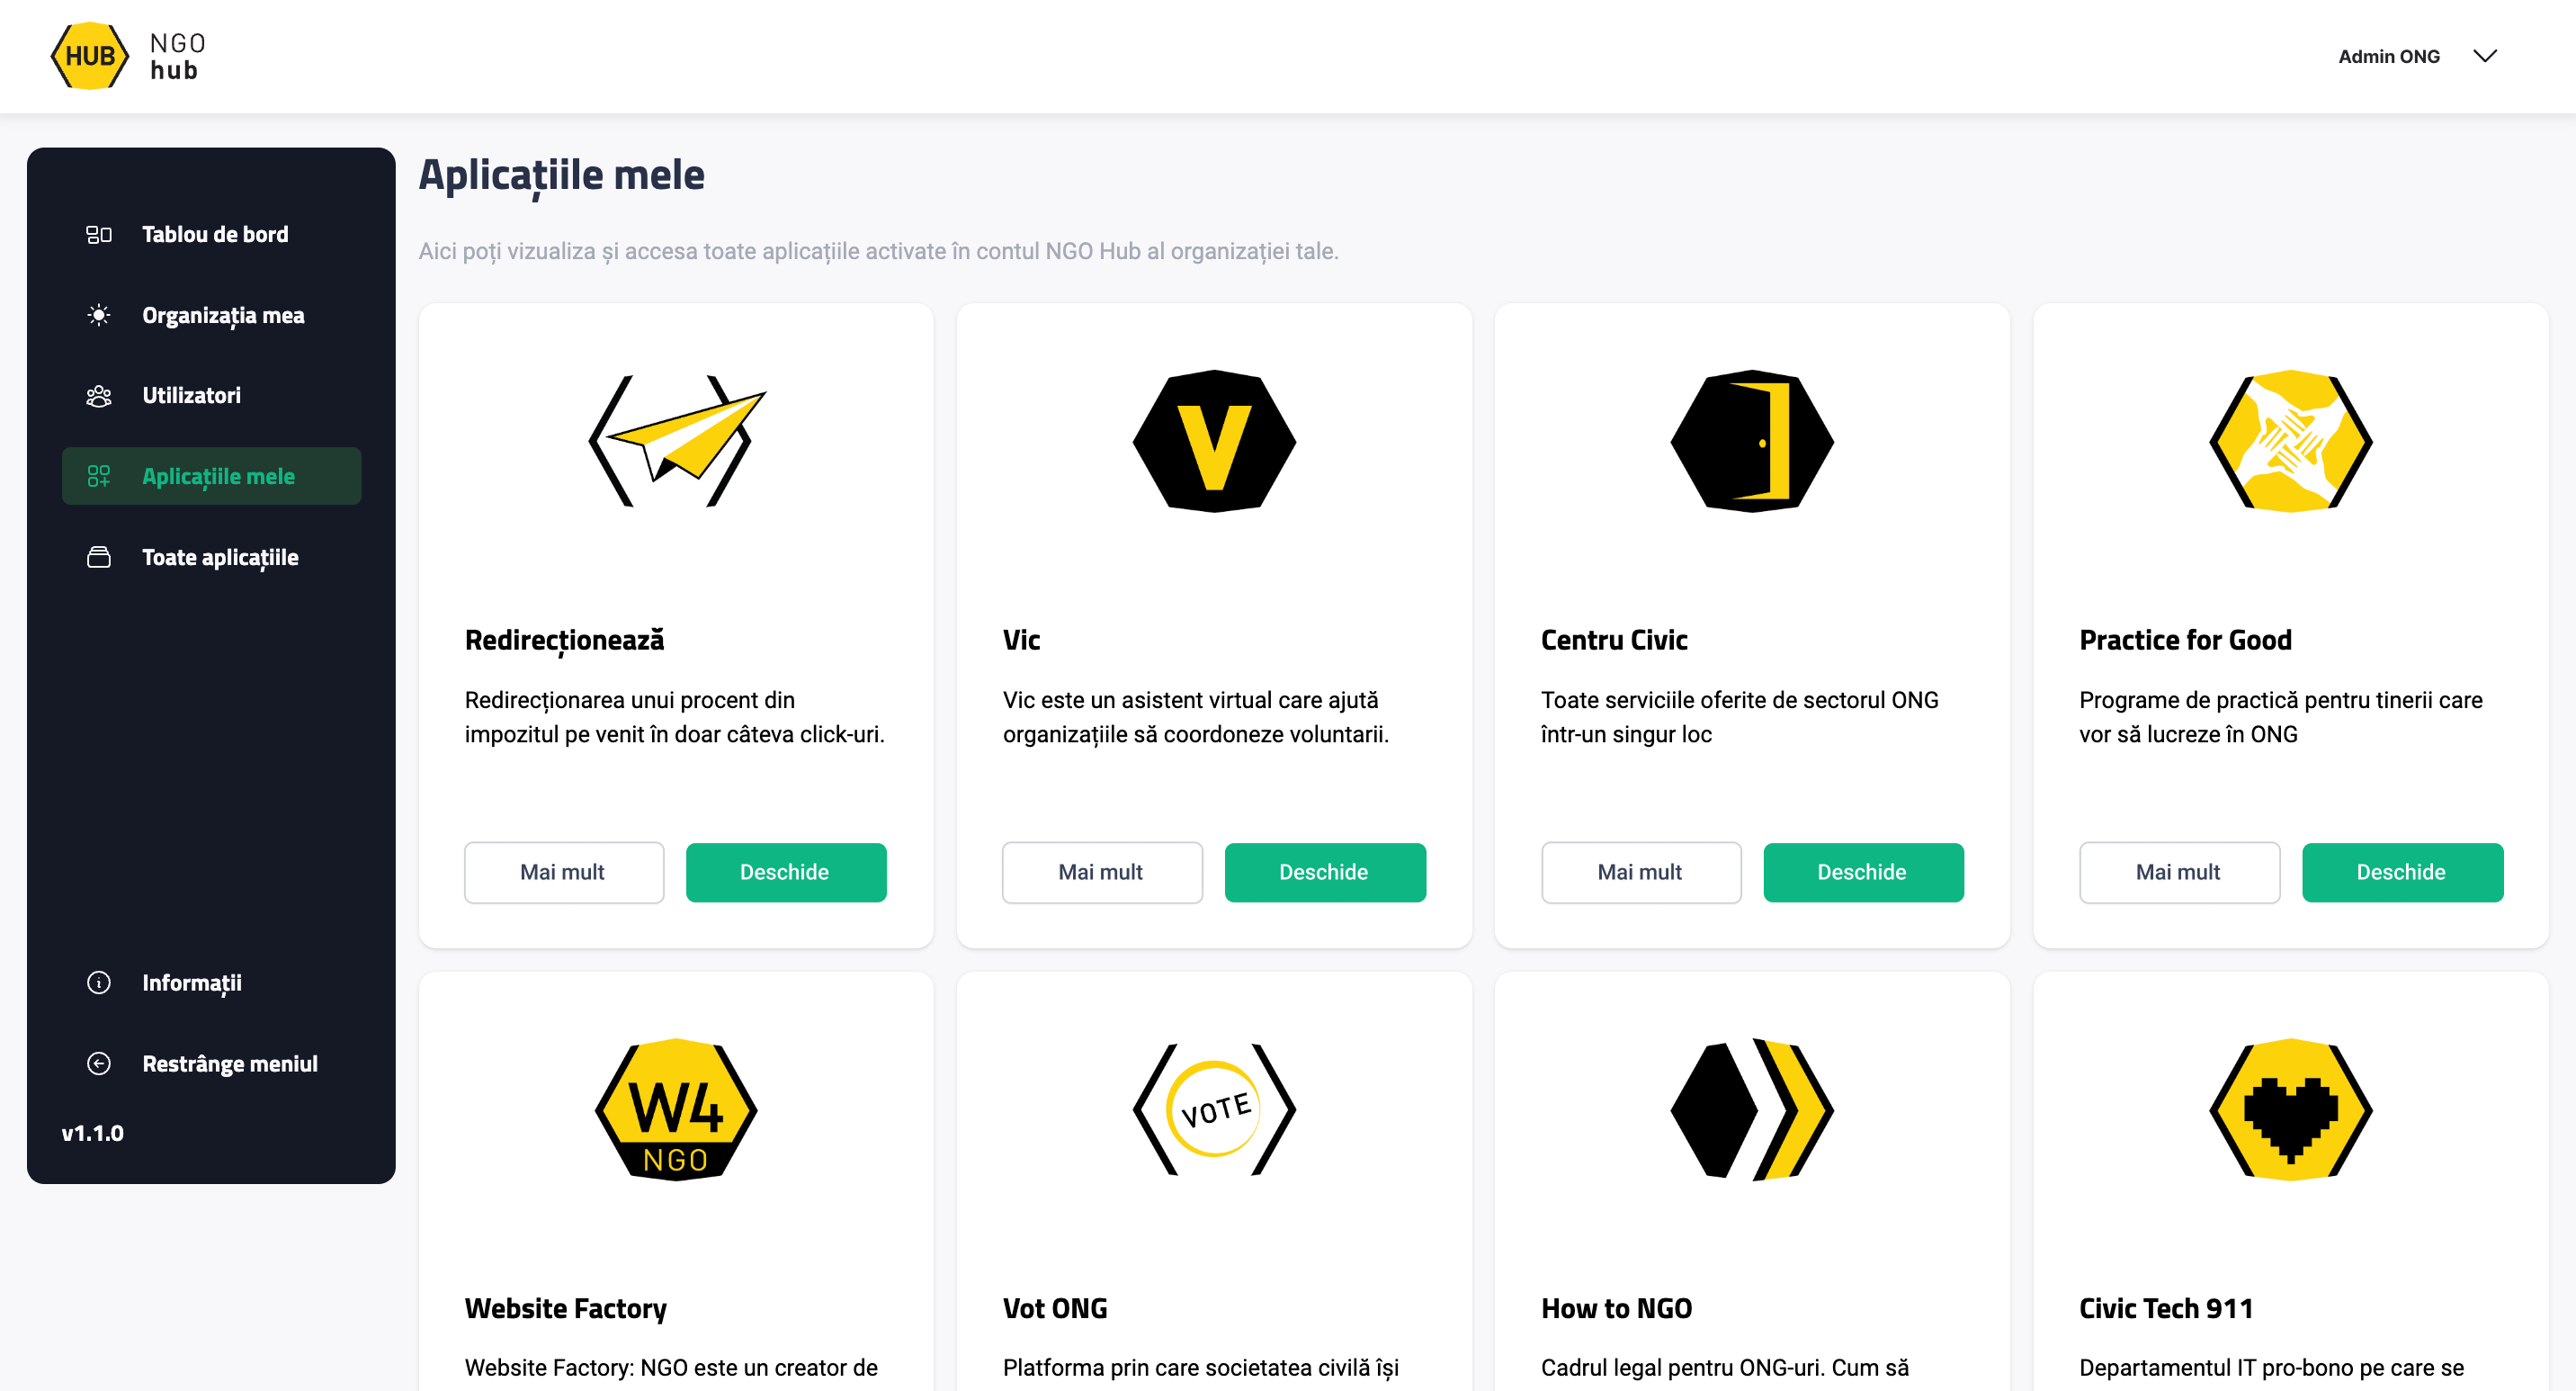 HUB
NGO
hub
Admin ONG
Tablou de bord
Organizația mea
Utilizatori
Aplicațiile mele
Toate aplicațiile
Informații
Restrânge meniul
v1.1.0
Aplicațiile mele
Aici poți vizualiza și accesa toate aplicațiile activate în contul NGO Hub al organizației tale.
Redirecționează
Redirecționarea unui procent din
impozitul pe venit în doar câteva click-uri.
Mai mult
Deschide
V
Vic
Vic este un asistent virtual care ajută
organizațiile să coordoneze voluntarii.
Mai mult
Deschide
Centru Civic
Toate serviciile oferite de sectorul ONG
într-un singur loc
Mai mult
Deschide
Practice for Good
Programe de practică pentru tinerii care
vor să lucreze în ONG
Mai mult
Deschide
W4
NGO
Website Factory
Website Factory: NGO este un creator de
VOTE
Vot ONG
Platforma prin care societatea civilă își
How to NGO
Cadrul legal pentru ONG-uri. Cum să
Civic Tech 911
Departamentul IT pro-bono pe care se